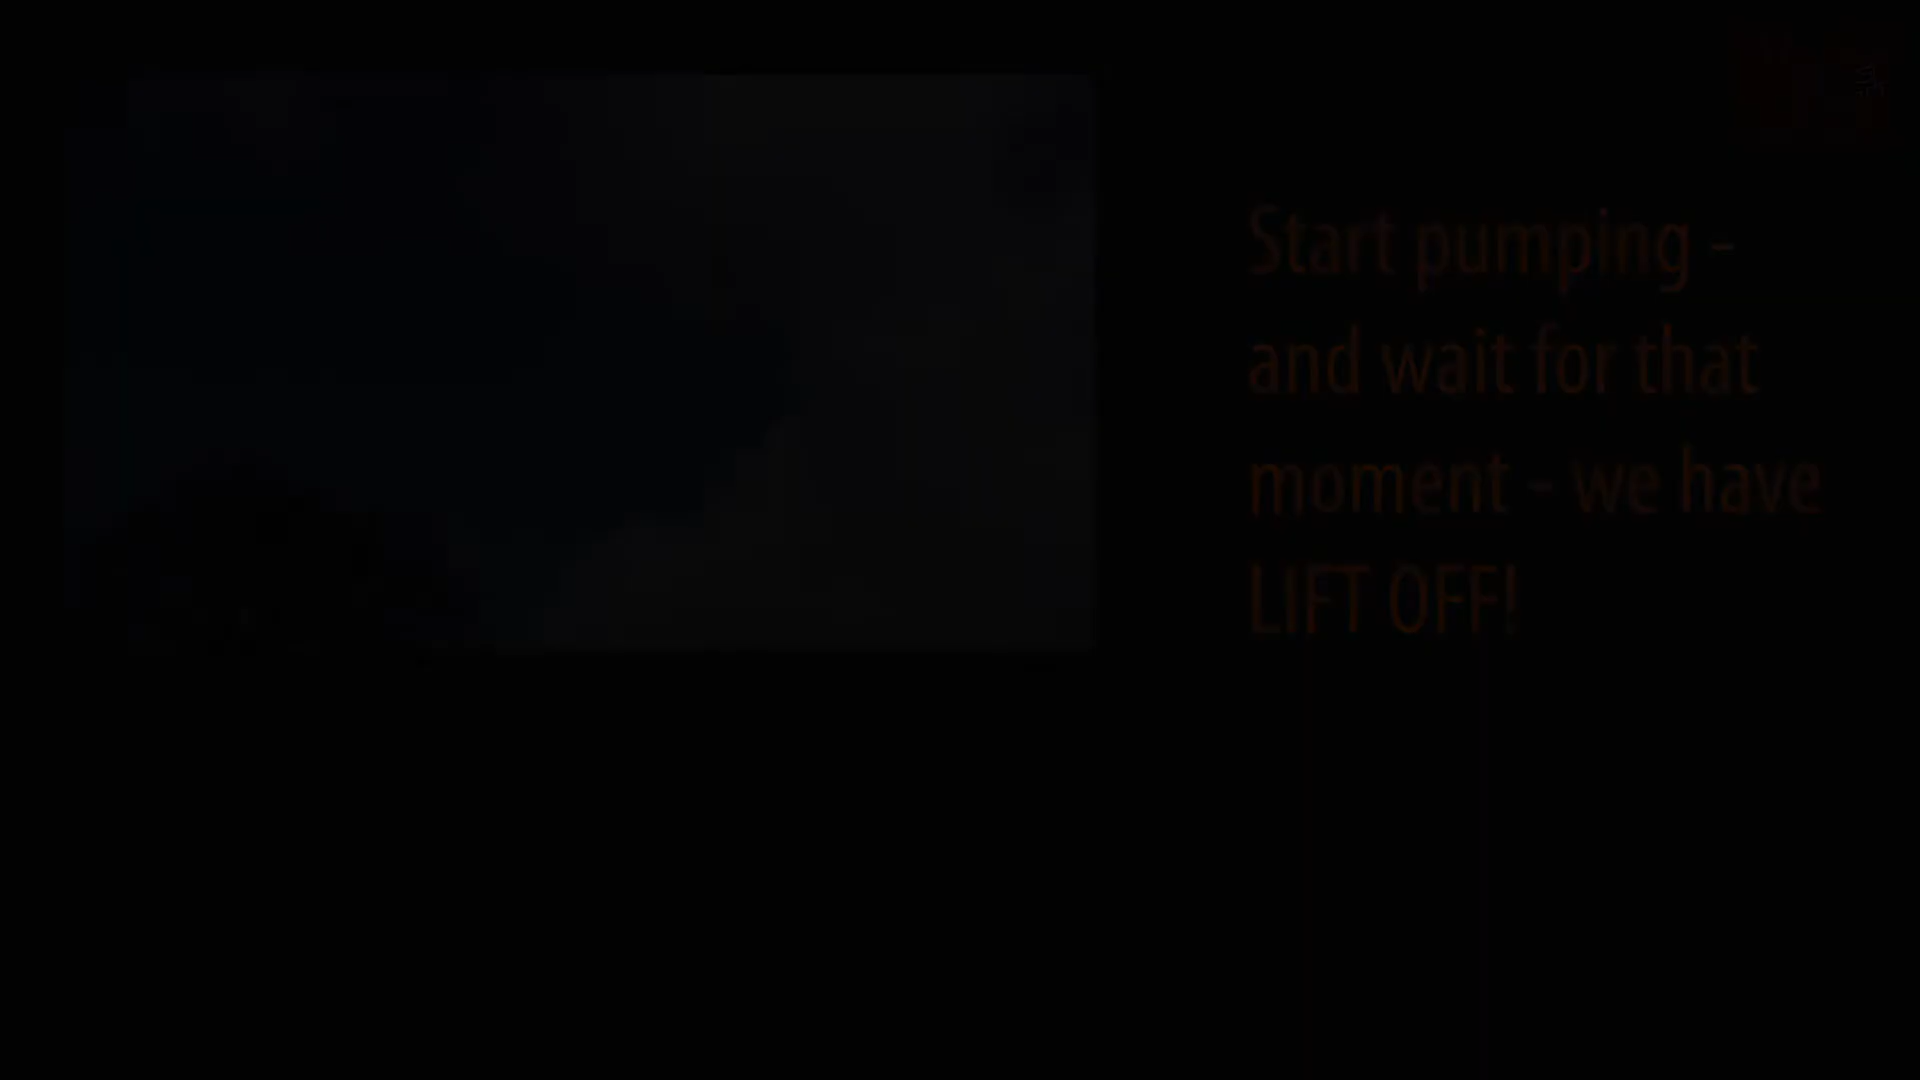 Start pumping -
and wait for that
moment - we have
LIFT OFF!